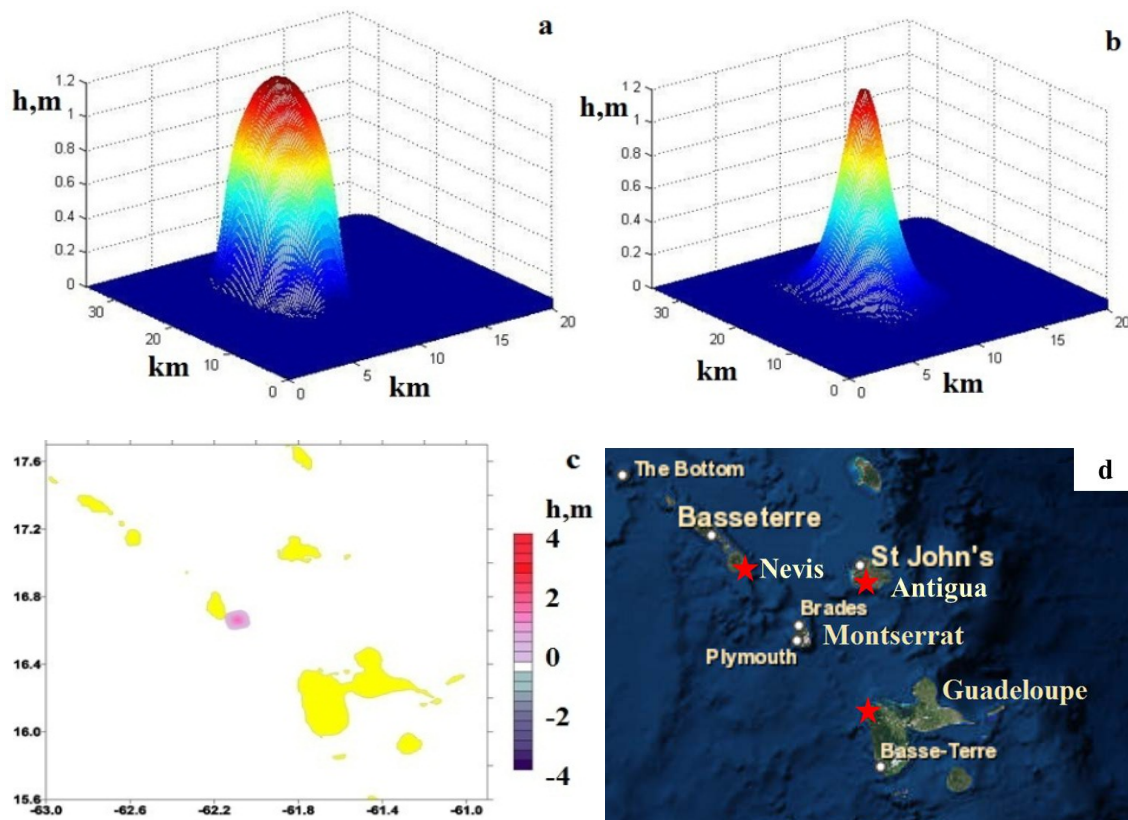 a
h,m
1.2
1
0.8
0.6
0.4
0.2
0
30
20
10
0
0
5
10
15
20
km
km
b
h,m
1.2
1
0.8
0.6
0.4
0.2
0
30
20
10
0
0
5
10
15
20
km
km
c
17.6
17.2
16.8
16.4
16.0
15.6
-63.0
-62.6
-62.2
-61.8
-61.4
-61.0
h,m
4
2
0
-2
-4
d
The Bottom
Basseterre
Nevis
St John's
Antigua
Brades
Montserrat
Plymouth
Guadeloupe
Basse-Terre